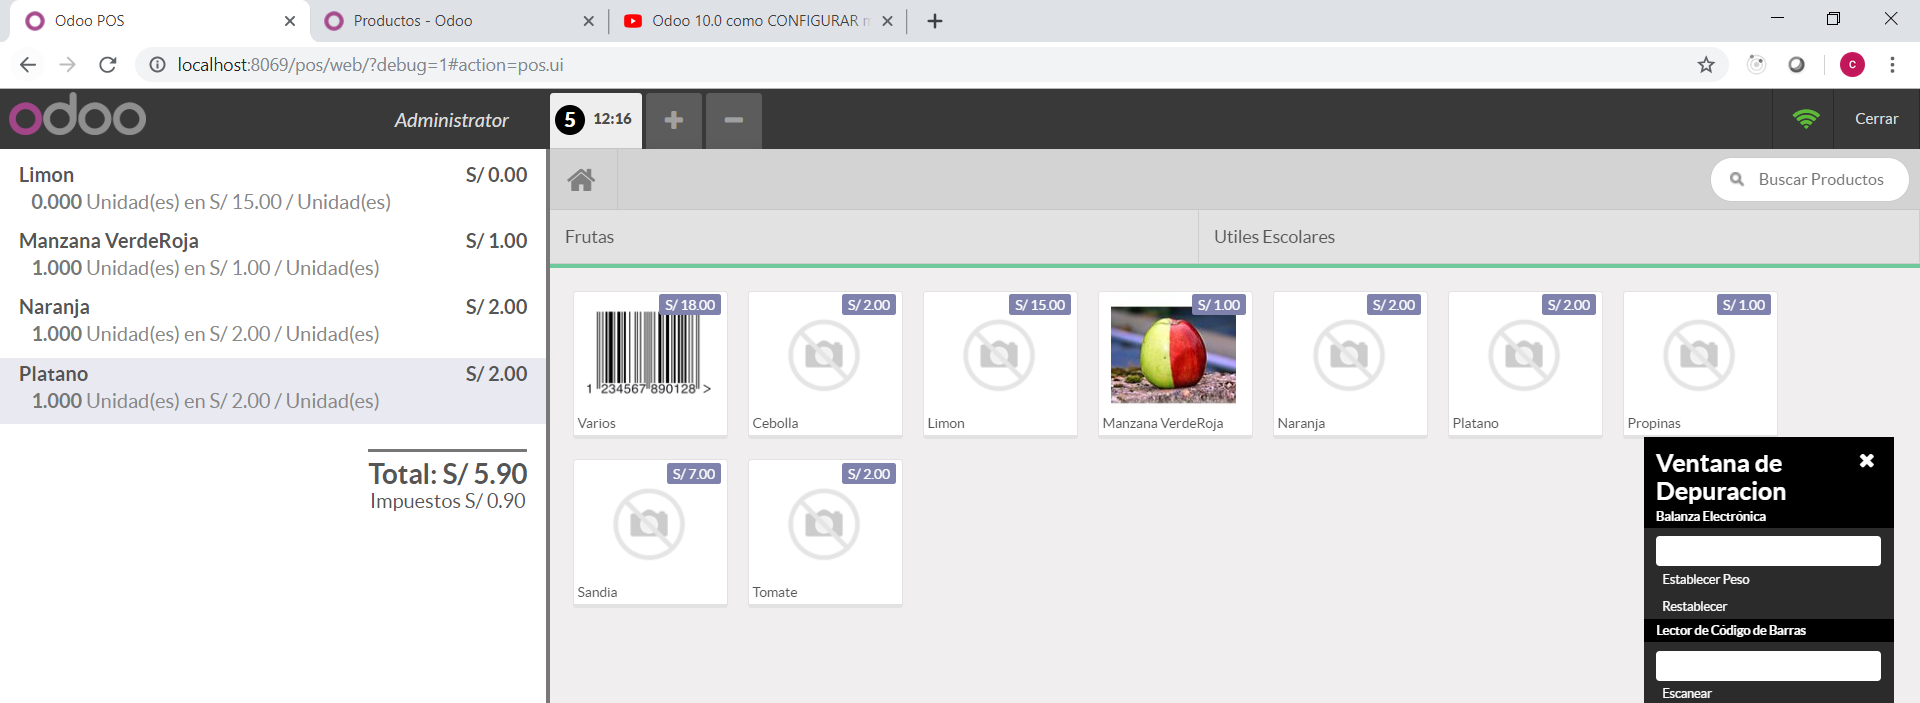 Odoo POS
Productos - Odoo
Odoo 10.0 como CONFIGURAR
localhost:8069/pos/web/?debug=1#action=pos.ui
C
odoo
Administrator
5 12:16
Cerrar
Limon S/ 0.00
0.000 Unidad(es) en S/ 15.00 / Unidad(es)
Manzana VerdeRoja S/ 1.00
1.000 Unidad(es) en S/ 1.00 / Unidad(es)
Naranja S/ 2.00
1.000 Unidad(es) en S/ 2.00 / Unidad(es)
Platano S/ 2.00
1.000 Unidad(es) en S/ 2.00 / Unidad(es)
Total: S/ 5.90
Impuestos S/ 0.90
Buscar Productos
Frutas
Utiles Escolares
S/ 18.00
1 234567 890128 >
Varios
S/ 2.00
Cebolla
S/ 15.00
Limon
S/ 1.00
Manzana VerdeRoja
S/ 2.00
Naranja
S/ 2.00
Platano
S/ 1.00
Propinas
S/ 7.00
Sandia
S/ 2.00
Tomate
Ventana de
Depuracion
Balanza Electrónica
Establecer Peso
Restablecer
Lector de Código de Barras
Escanear